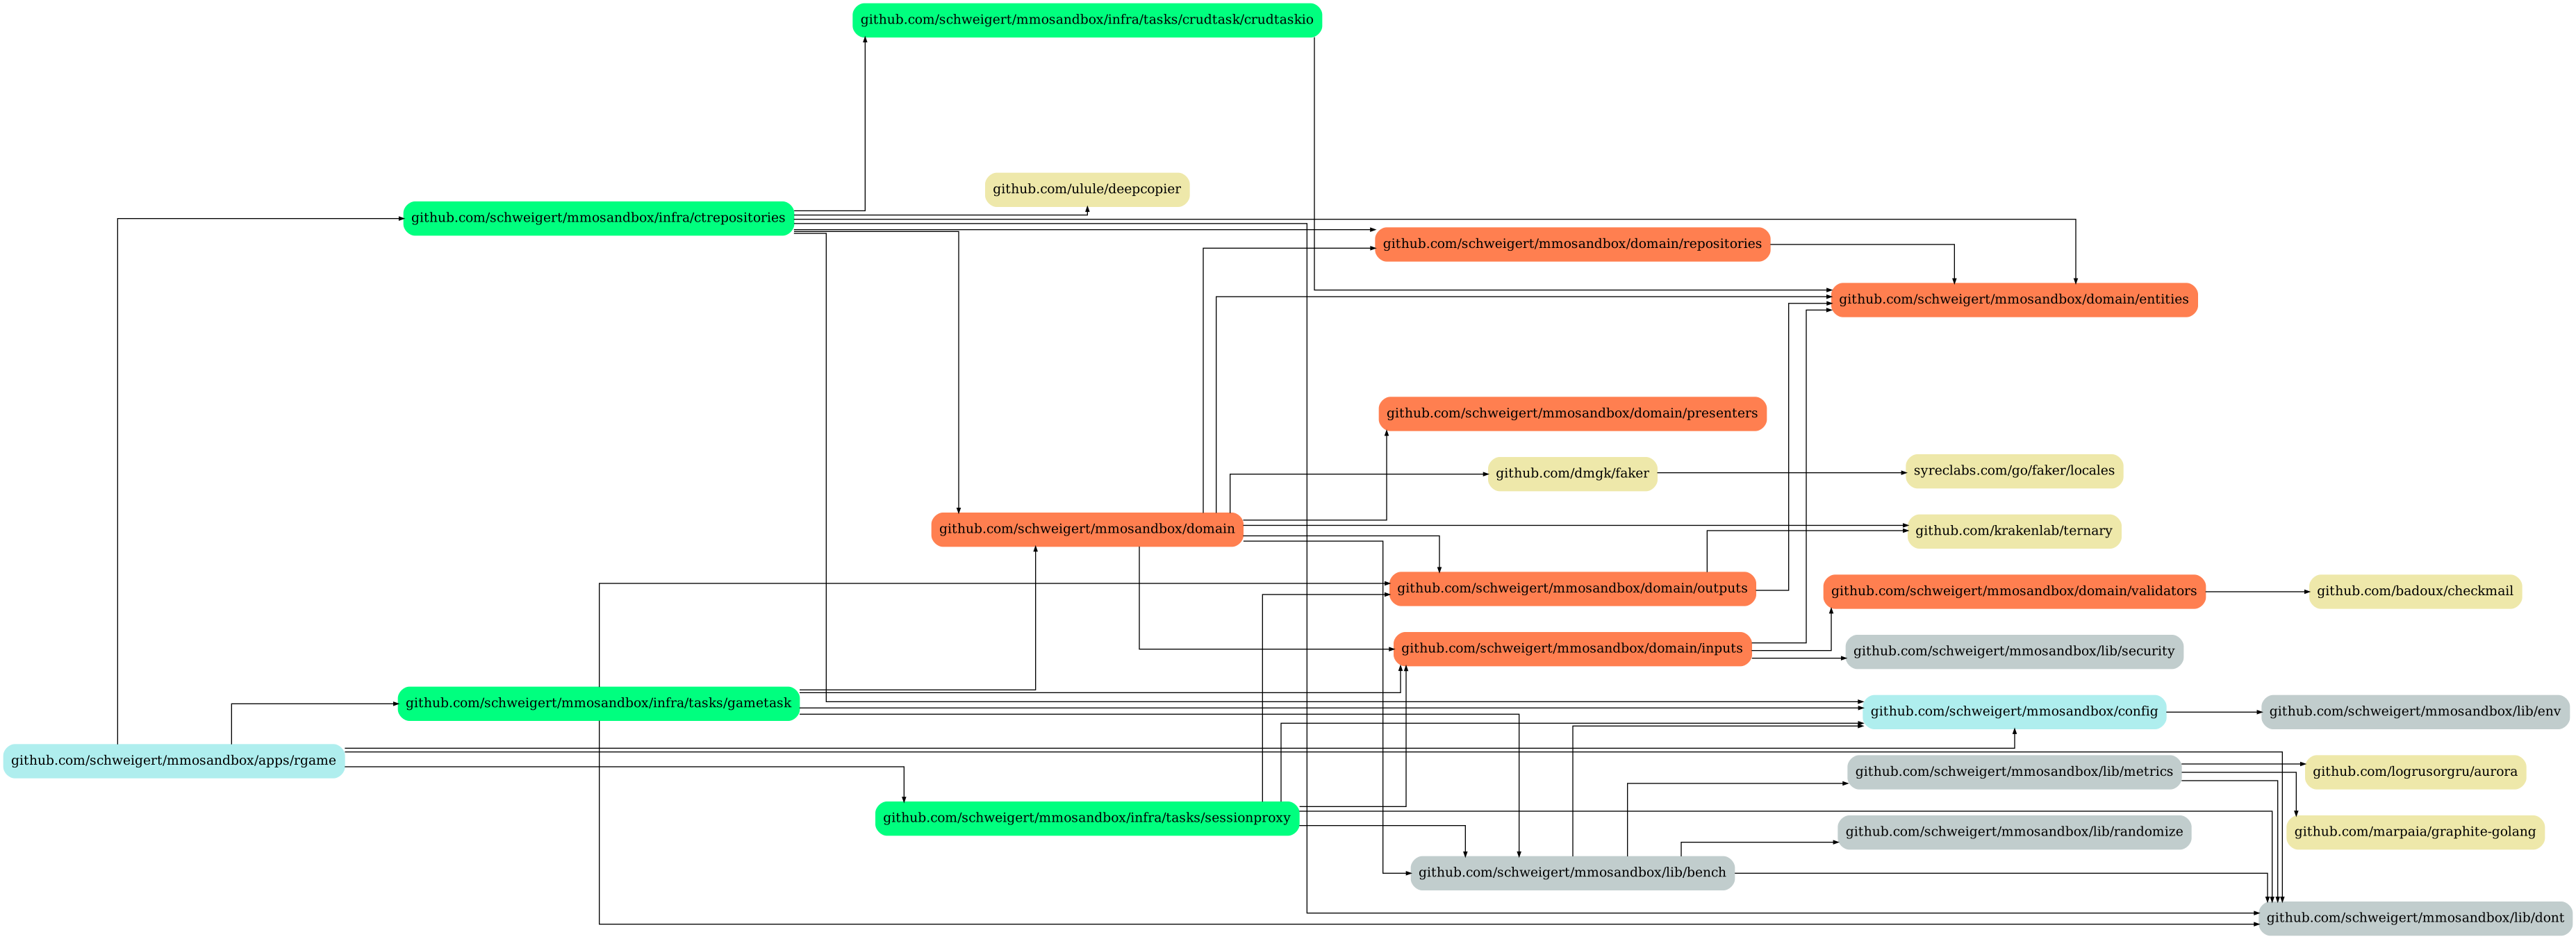 github.com/schweigert/mmosandbox/infra/tasks/crudtask/crudtaskio
github.com/ulule/deepcopier
github.com/schweigert/mmosandbox/infra/ctrepositories
github.com/schweigert/mmosandbox/domain/repositories
github.com/schweigert/mmosandbox/domain/entities
github.com/schweigert/mmosandbox/domain/presenters
github.com/dmgk/faker
syreclabs.com/go/faker/locales
github.com/schweigert/mmosandbox/domain
github.com/krakenlab/ternary
github.com/schweigert/mmosandbox/domain/outputs
github.com/schweigert/mmosandbox/domain/validators
github.com/badoux/checkmail
github.com/schweigert/mmosandbox/domain/inputs
github.com/schweigert/mmosandbox/lib/security
github.com/schweigert/mmosandbox/infra/tasks/gametask
github.com/schweigert/mmosandbox/config
github.com/schweigert/mmosandbox/lib/env
github.com/schweigert/mmosandbox/apps/rgame
github.com/schweigert/mmosandbox/lib/metrics
github.com/logrusorgru/aurora
github.com/schweigert/mmosandbox/infra/tasks/sessionproxy
github.com/schweigert/mmosandbox/lib/randomize
github.com/marpaia/graphite-golang
github.com/schweigert/mmosandbox/lib/bench
github.com/schweigert/mmosandbox/lib/dont